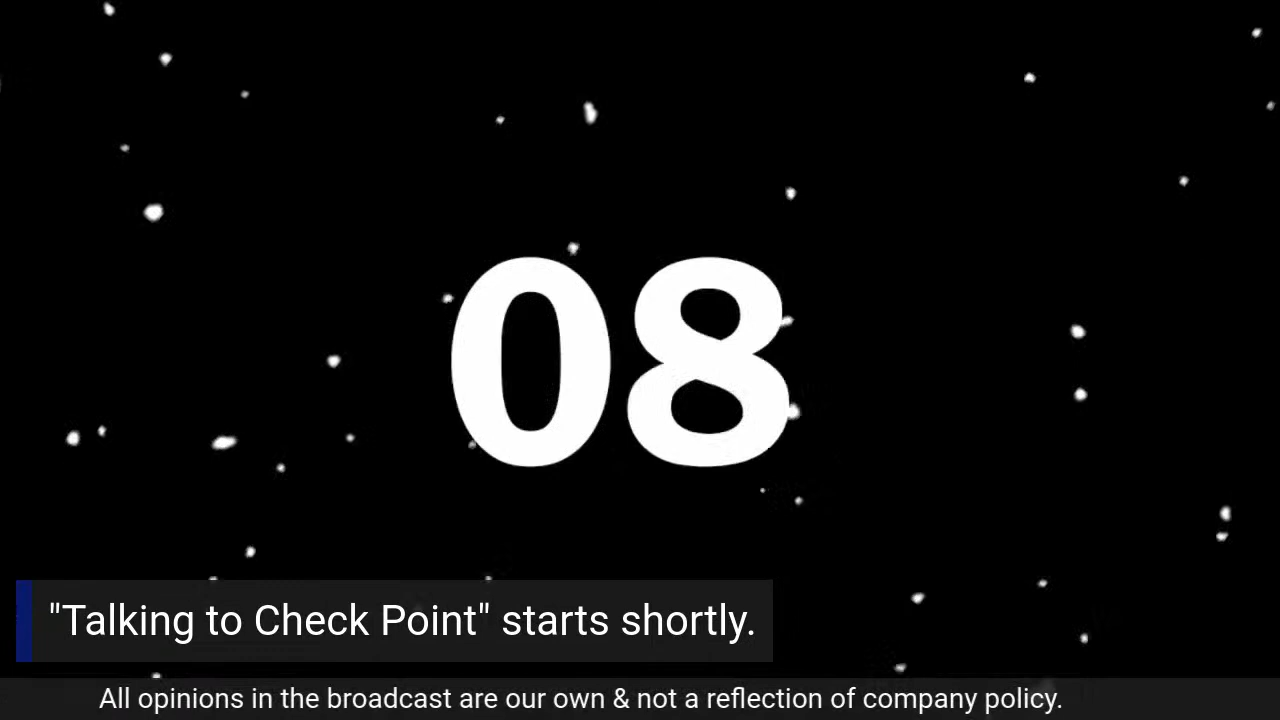 08
"Talking to Check Point" starts shortly.
All opinions in the broadcast are our own & not a reflection of company policy.